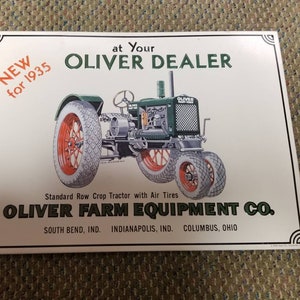 NEW
for 1935
at Your
OLIVER DEALER
OLIVER
Standard Row Crop Tractor with Air Tires
OLIVER FARM EQUIPMENT CO.
SOUTH BEND, IND. INDIANAPOLIS, IND. COLUMBUS, OHIO